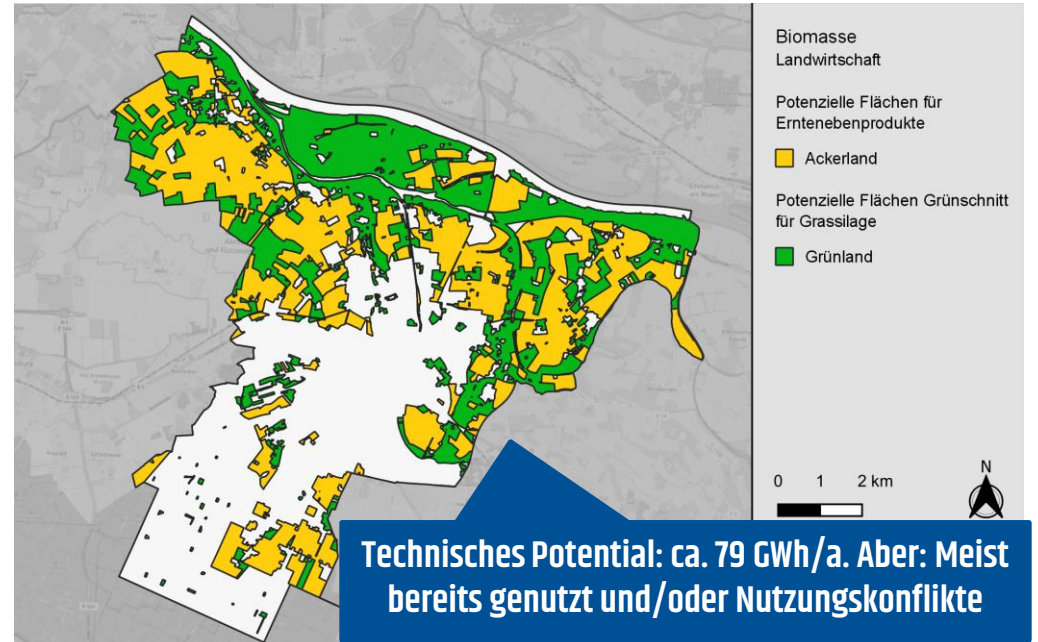 Biomasse
Landwirtschaft
Potenzielle Flächen für
Erntenebenprodukte
Ackerland
Potenzielle Flächen Grünschnitt
für Grassilage
Grünland
0 1 2 km
N
Technisches Potential: ca. 79 GWh/a. Aber: Meist
bereits genutzt und/oder Nutzungskonflikte